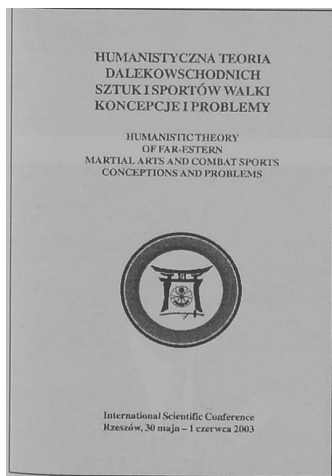 HUMANISTYCZNA TEORIA
DALEKOWSCHODNICH
SZTUK I SPORTÓW WALKI
KONCEPCJE I PROBLEMY
HUMANISTIC THEORY
OF FAR-ESTERN
MARTIAL ARTS AND COMBAT SPORTS
CONCEPTIONS AND PROBLEMS
International Scientific Conference
Rzeszów, 30 maja – 1 czerwca 2003